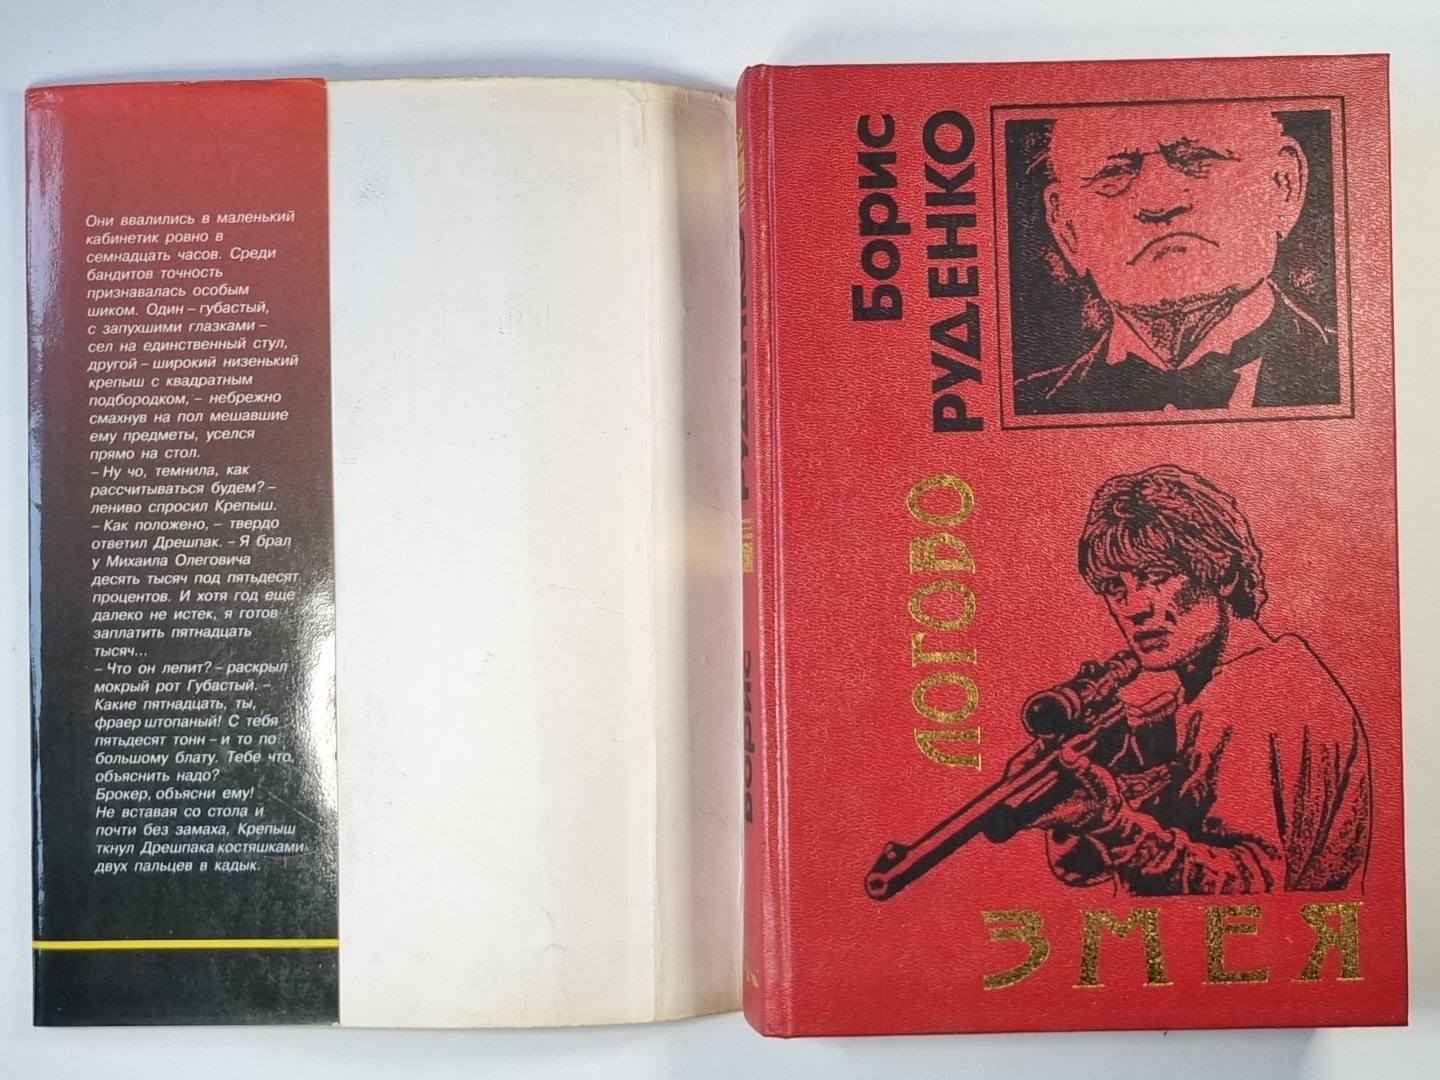 Они ввалились в маленький
кабинетик ровно в
семнадцать часов. Среди
бандитов точность
признавалась особым
шиком. Один – губастый,
с запухшими глазками –
сел на единственный стул,
другой – широкий низенький
крепыш с квадратным
подбородком, – небрежно
смахнув на пол мешавшие
ему предметы, уселся
прямо на стол.
– Ну чо, темнила, как
рассчитываться будем? –
лениво спросил Крепыш.
– Как положено, – твердо
ответил Дрешпак. – Я брал
у Михаила Олеговича
десять тысяч под пятьдесят
процентов. И хотя год еще
далеко не истек, я готов
заплатить пятнадцать
тысяч...
– Что он лепит? – раскрыл
мокрый рот Губастый. –
Какие пятнадцать, ты,
фраер штопаный! С тебя
пятьдесят тонн – и то по
большому блату. Тебе что,
объяснить надо?
Брокер, объясни ему!
Не вставая со стола и
почти без замаха, Крепыш
ткнул Дрешпака костяшками
двух пальцев в кадык.
Борис
РУДЕНКО
ЛОГОВО
ЗМЕЯ